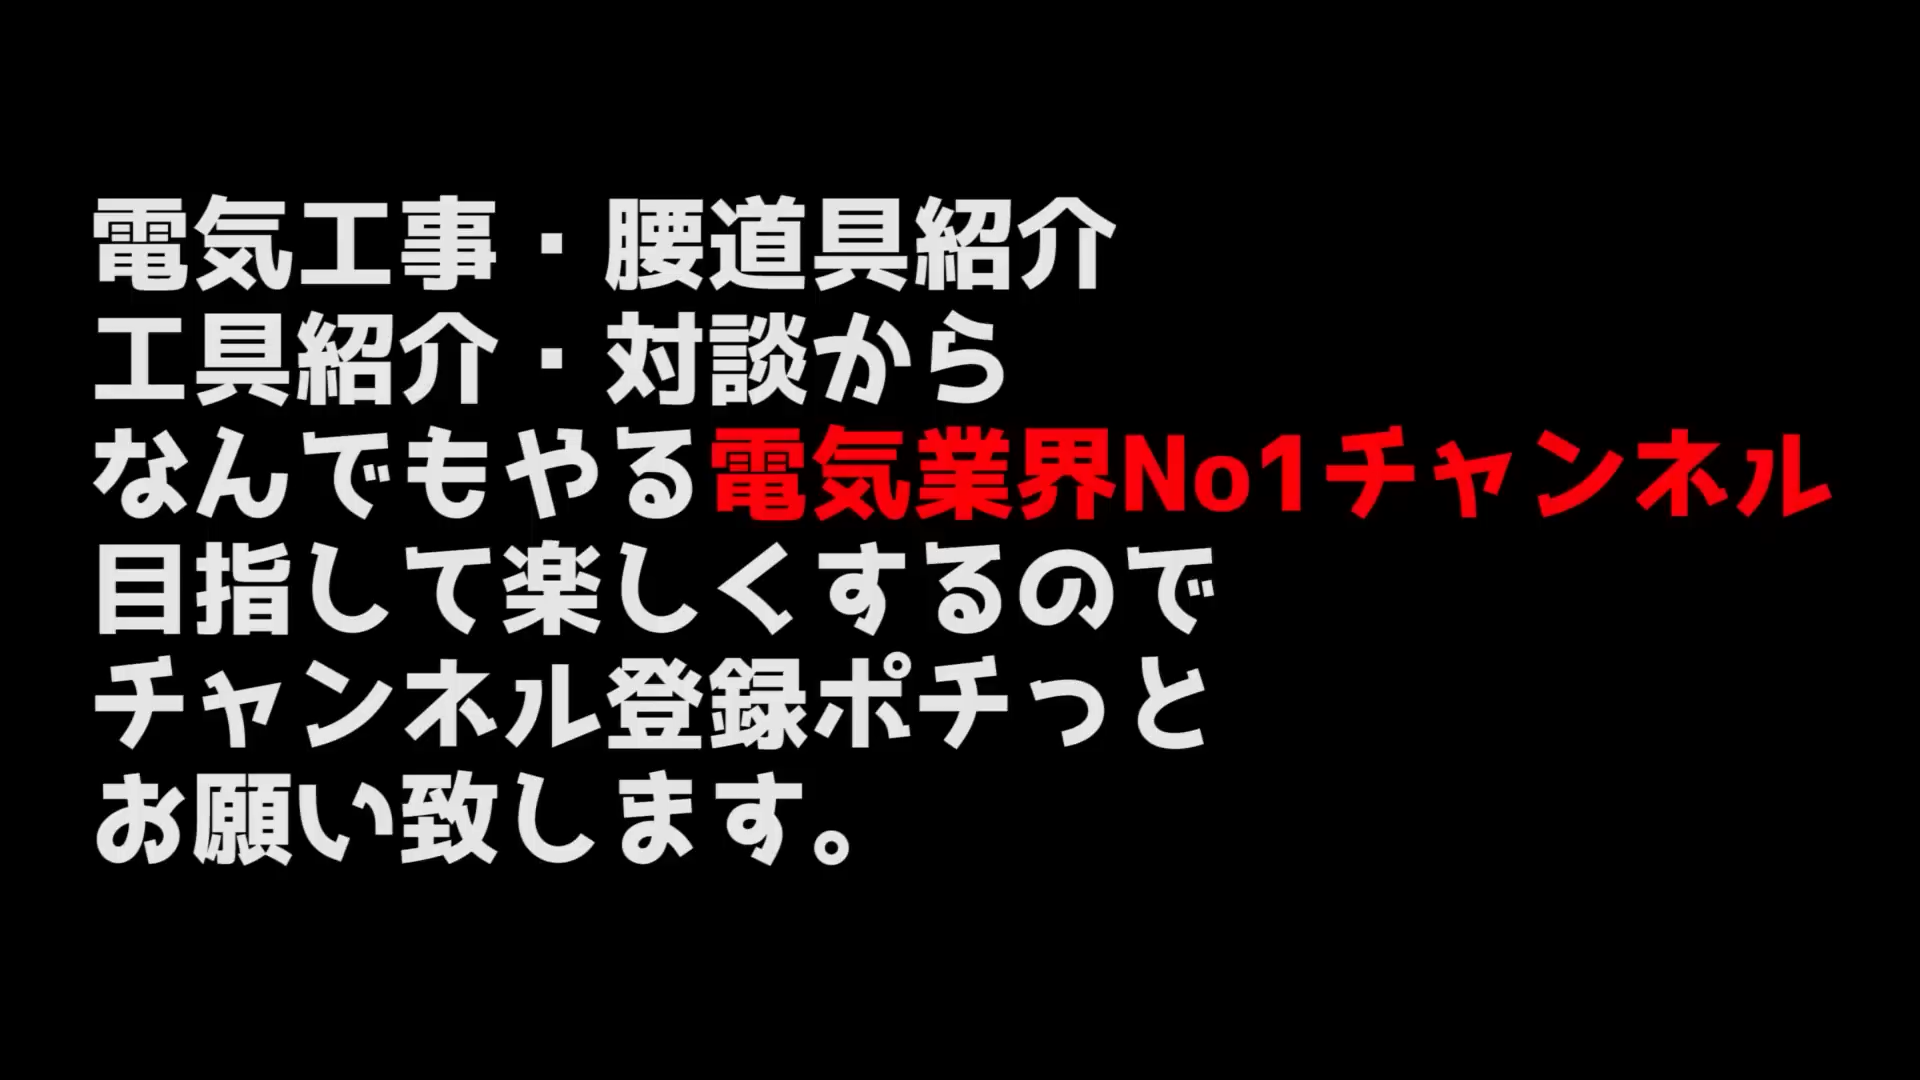 電気工事・腰道具紹介
工具紹介・対談から
なんでもやる電気業界No1チャンネル
目指して楽しくするので
チャンネル登録ポチっと
お願い致します。